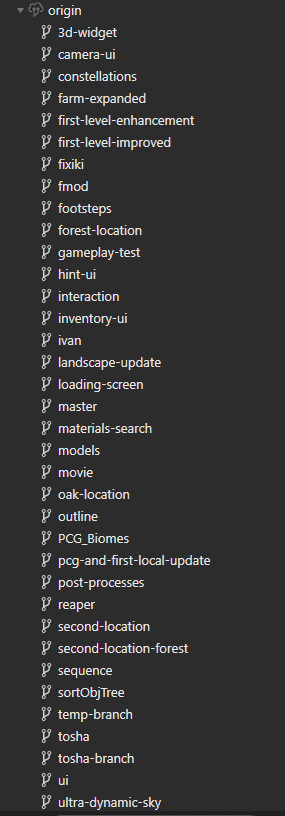 origin
3d-widget
camera-ui
constellations
farm-expanded
first-level-enhancement
first-level-improved
fixiki
fmod
footsteps
forest-location
gameplay-test
hint-ui
interaction
inventory-ui
ivan
landscape-update
loading-screen
master
materials-search
models
movie
oak-location
outline
PCG_Biomes
pcg-and-first-local-update
post-processes
reaper
second-location
second-location-forest
sequence
sortObjTree
temp-branch
tosha
tosha-branch
ui
ultra-dynamic-sky